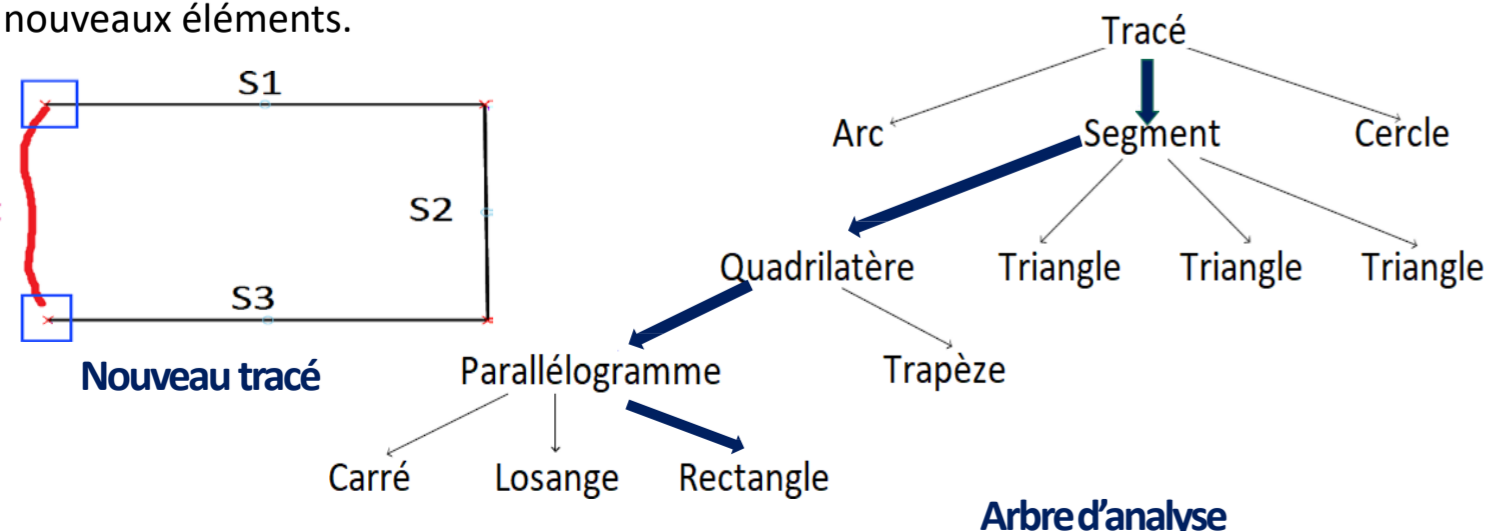 nouveaux éléments.
S1
S2
S3
Nouveau tracé
Tracé
Arc Segment Cercle
Quadrilatère Triangle Triangle Triangle
Parallélogramme Trapèze
Carré Losange Rectangle
Arbre d'analyse